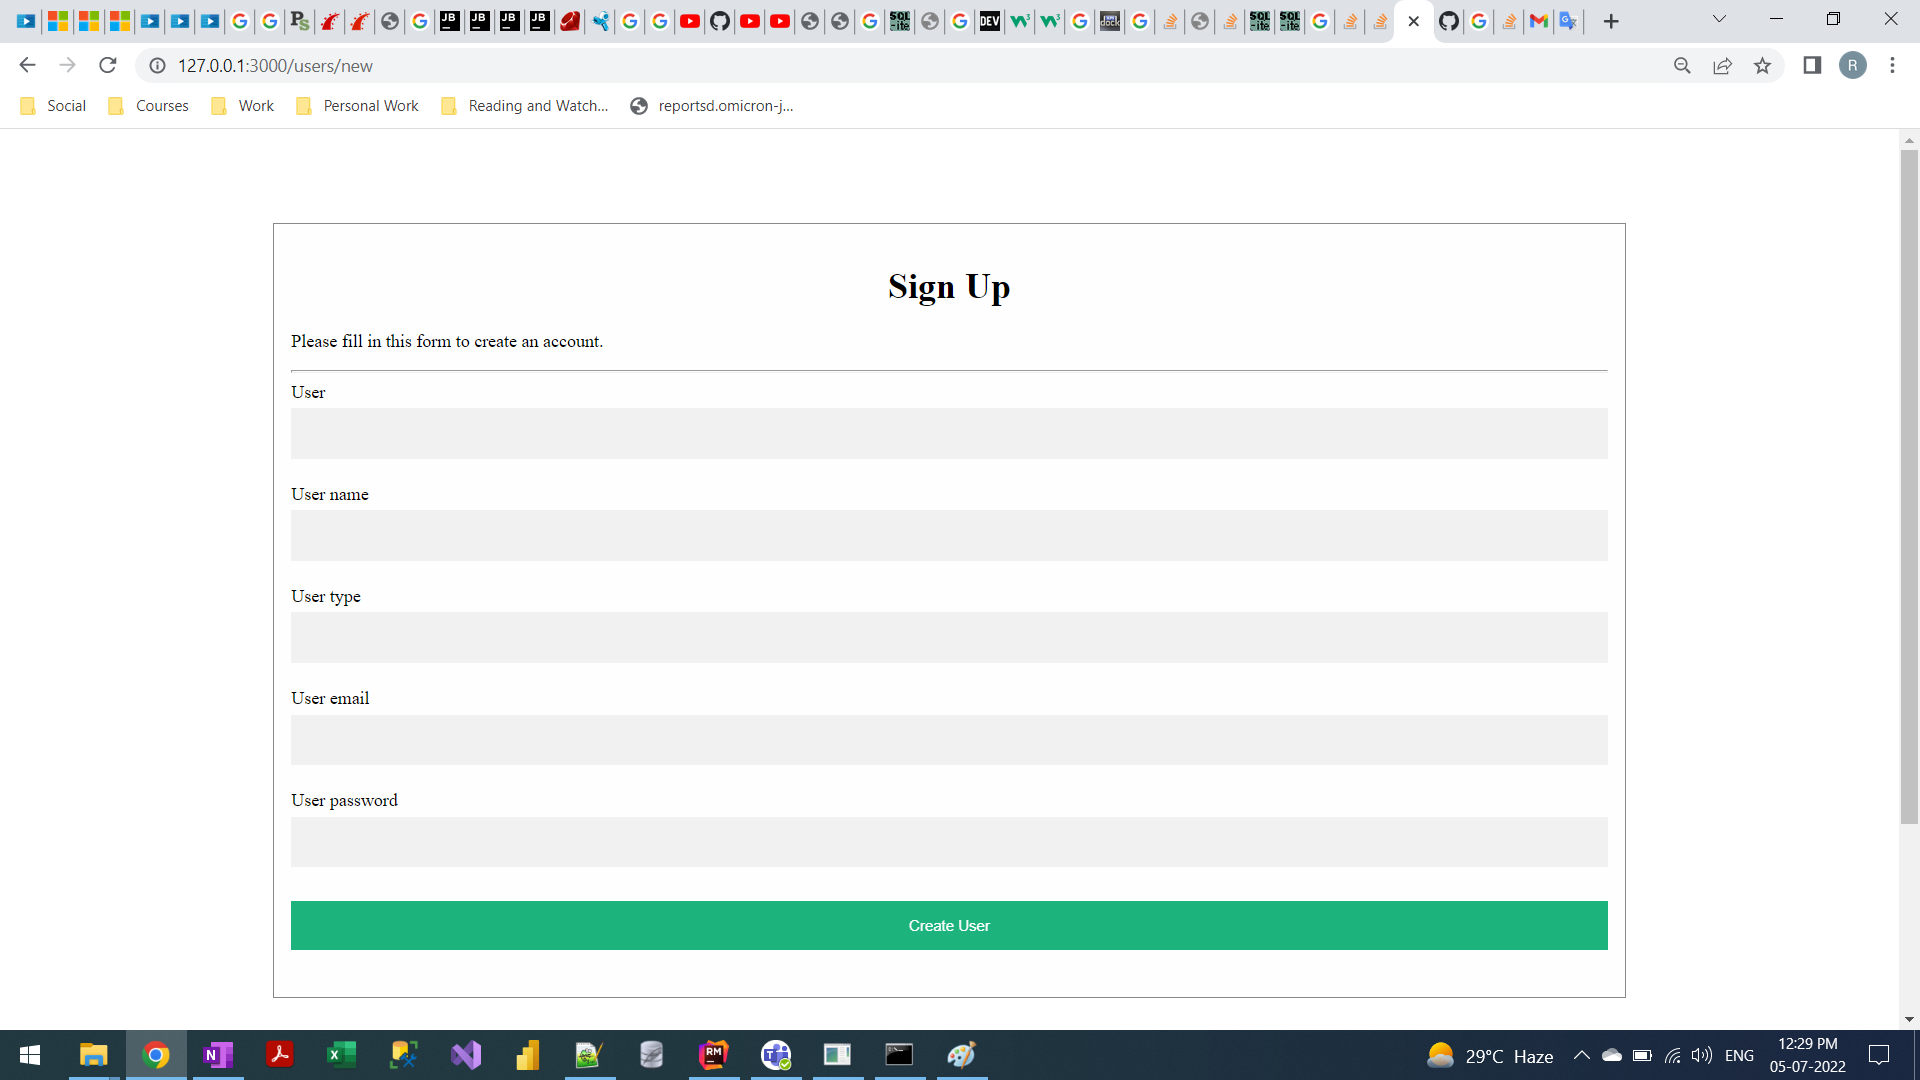 127.0.0.1:3000/users/new
R
Social Courses Work Personal Work Reading and Watch... reportsd.omicron-j...
Sign Up
Please fill in this form to create an account.
User
User name
User type
User email
User password
Create User
29°C Haze
ENG
12:29 PM
05-07-2022